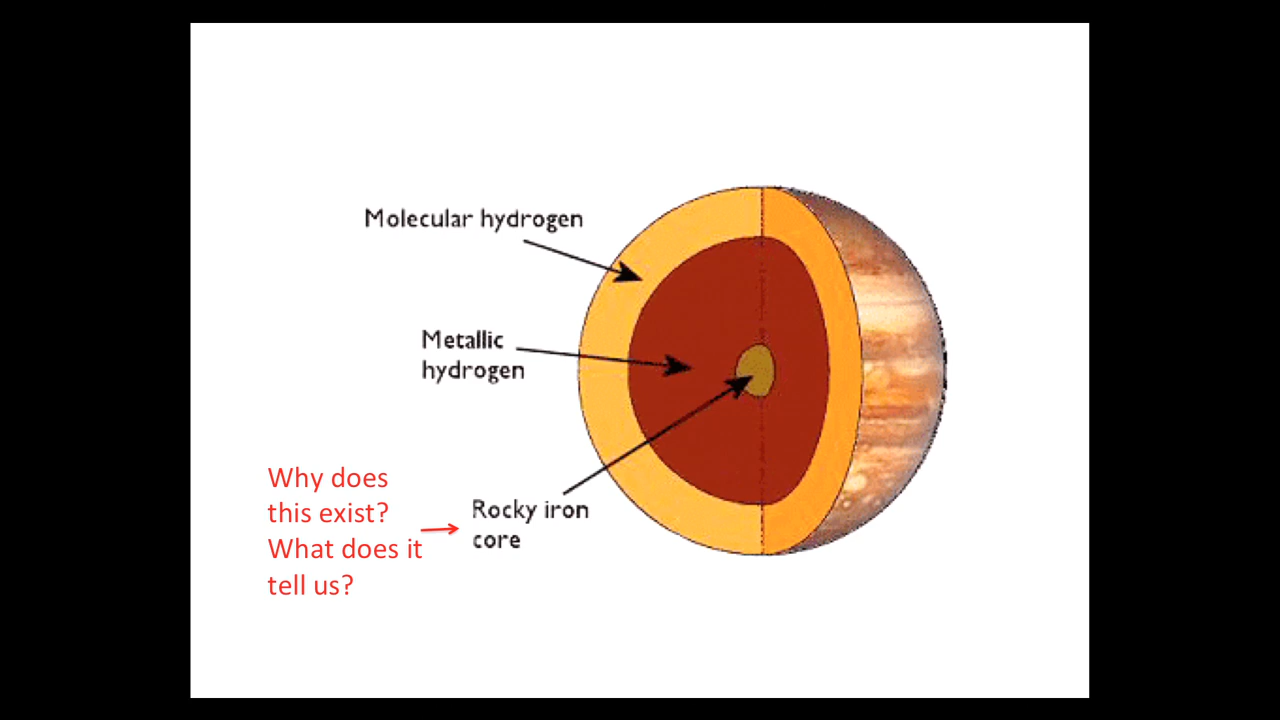 Molecular hydrogen
Metallic
hydrogen
Rocky iron
core
Why does
this exist?
What does it
tell us?